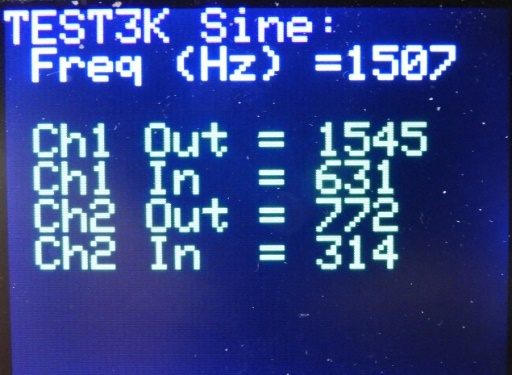 TEST3K Sine:
Freq (Hz) =1507
Ch1 Out = 1545
Ch1 In = 631
Ch2 Out = 772
Ch2 In = 314